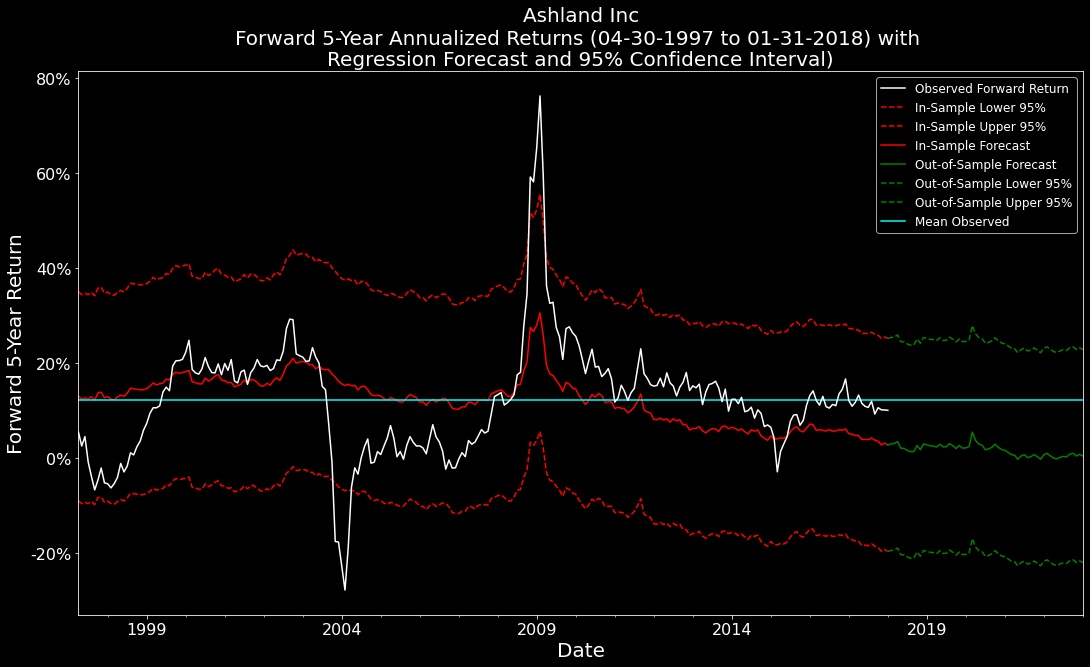 Ashland Inc
Forward 5-Year Annualized Returns (04-30-1997 to 01-31-2018) with
Regression Forecast and 95% Confidence Interval)
Observed Forward Return
In-Sample Lower 95%
In-Sample Upper 95%
In-Sample Forecast
Out-of-Sample Forecast
Out-of-Sample Lower 95%
Out-of-Sample Upper 95%
Mean Observed
Forward 5-Year Return
80%
60%
40%
20%
0%
-20%
1999
2004
2009
2014
2019
Date